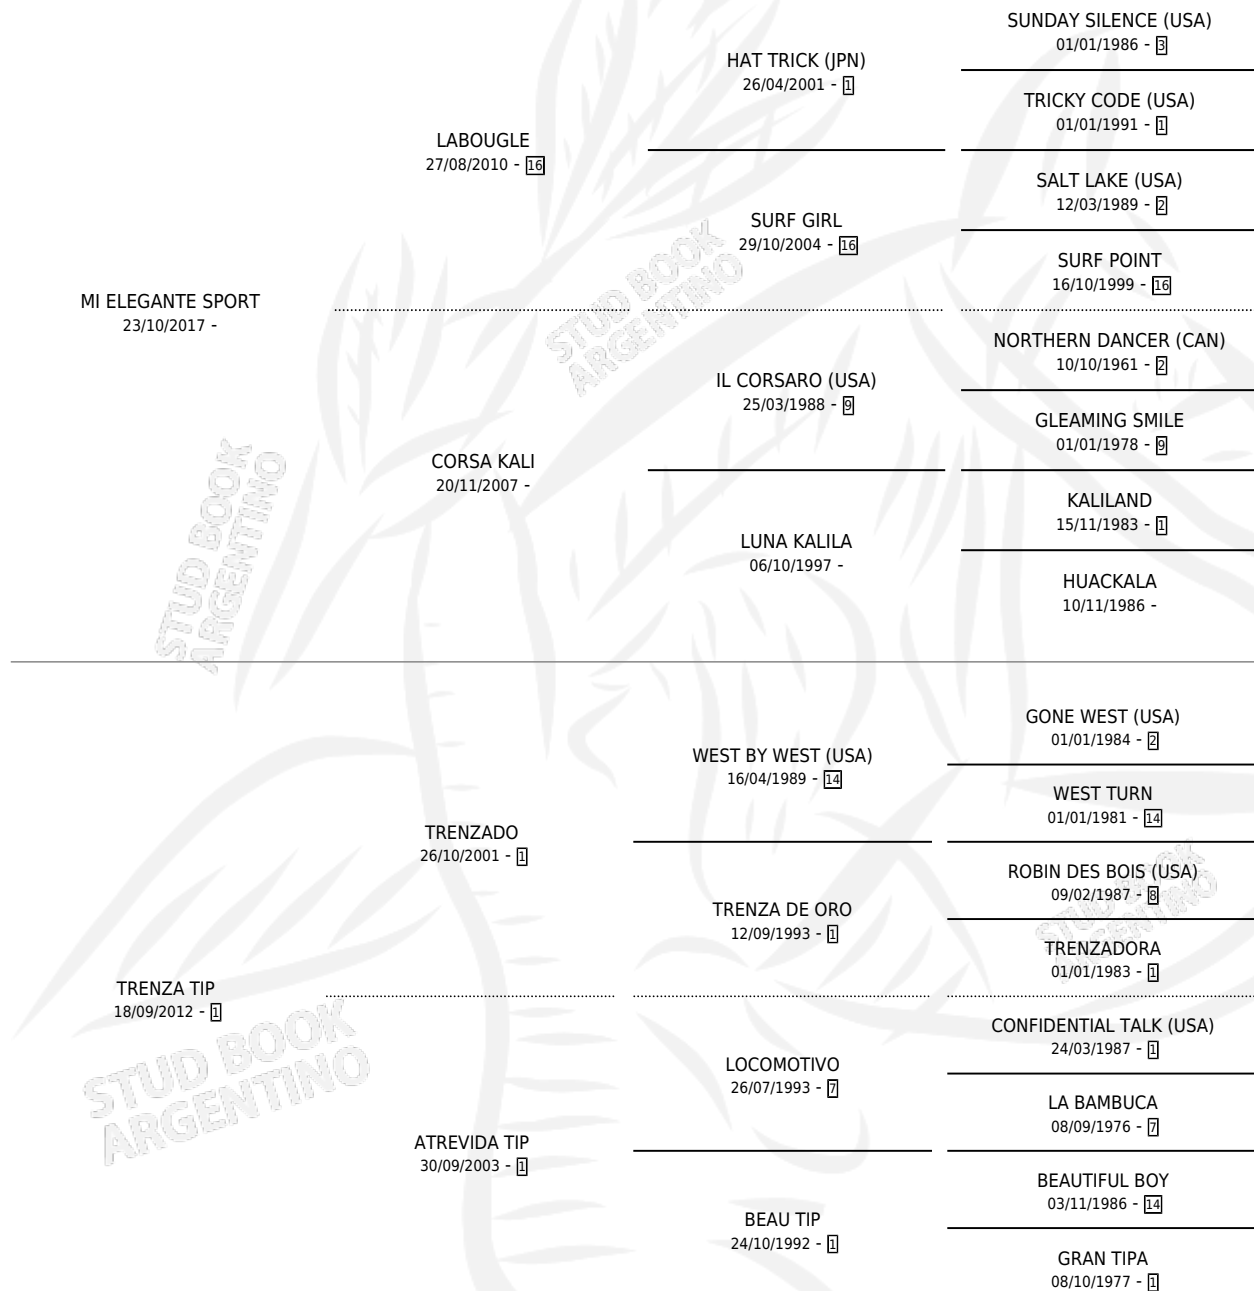 SUNDAY SILENCE (USA)
01/01/1986 - 3
HAT TRICK (JPN)
26/04/2001 - 1
TRICKY CODE (USA)
01/01/1991 - 1
LABOUGLE
27/08/2010 - 16
SALT LAKE (USA)
12/03/1989 - 2
SURF GIRL
29/10/2004 - 16
SURF POINT
16/10/1999 - 16
MI ELEGANTE SPORT
23/10/2017 -
NORTHERN DANCER (CAN)
10/10/1961 - 2
IL CORSARO (USA)
25/03/1988 - 9
GLEAMING SMILE
01/01/1978 - 9
CORSA KALI
20/11/2007 -
KALILAND
15/11/1983 - 1
LUNA KALILA
06/10/1997 -
HUACKALA
10/11/1986 -
GONE WEST (USA)
01/01/1984 - 2
WEST BY WEST (USA)
16/04/1989 - 14
WEST TURN
01/01/1981 - 14
TRENZADO
26/10/2001 - 1
ROBIN DES BOIS (USA)
09/02/1987 - 8
TRENZA DE ORO
12/09/1993 - 1
TRENZADORA
01/01/1983 - 1
TRENZA TIP
18/09/2012 - 1
CONFIDENTIAL TALK (USA)
24/03/1987 - 1
LOCOMOTIVO
26/07/1993 - 7
LA BAMBUCA
08/09/1976 - 7
ATREVIDA TIP
30/09/2003 - 1
BEAUTIFUL BOY
03/11/1986 - 14
BEAU TIP
24/10/1992 - 1
GRAN TIPA
08/10/1977 - 1
STUD BOOK
ARGENTINO
STUD BOOK
ARGENTINO
STUD BOOK
ARGENTINO
STUD BOOK
ARGENTINO